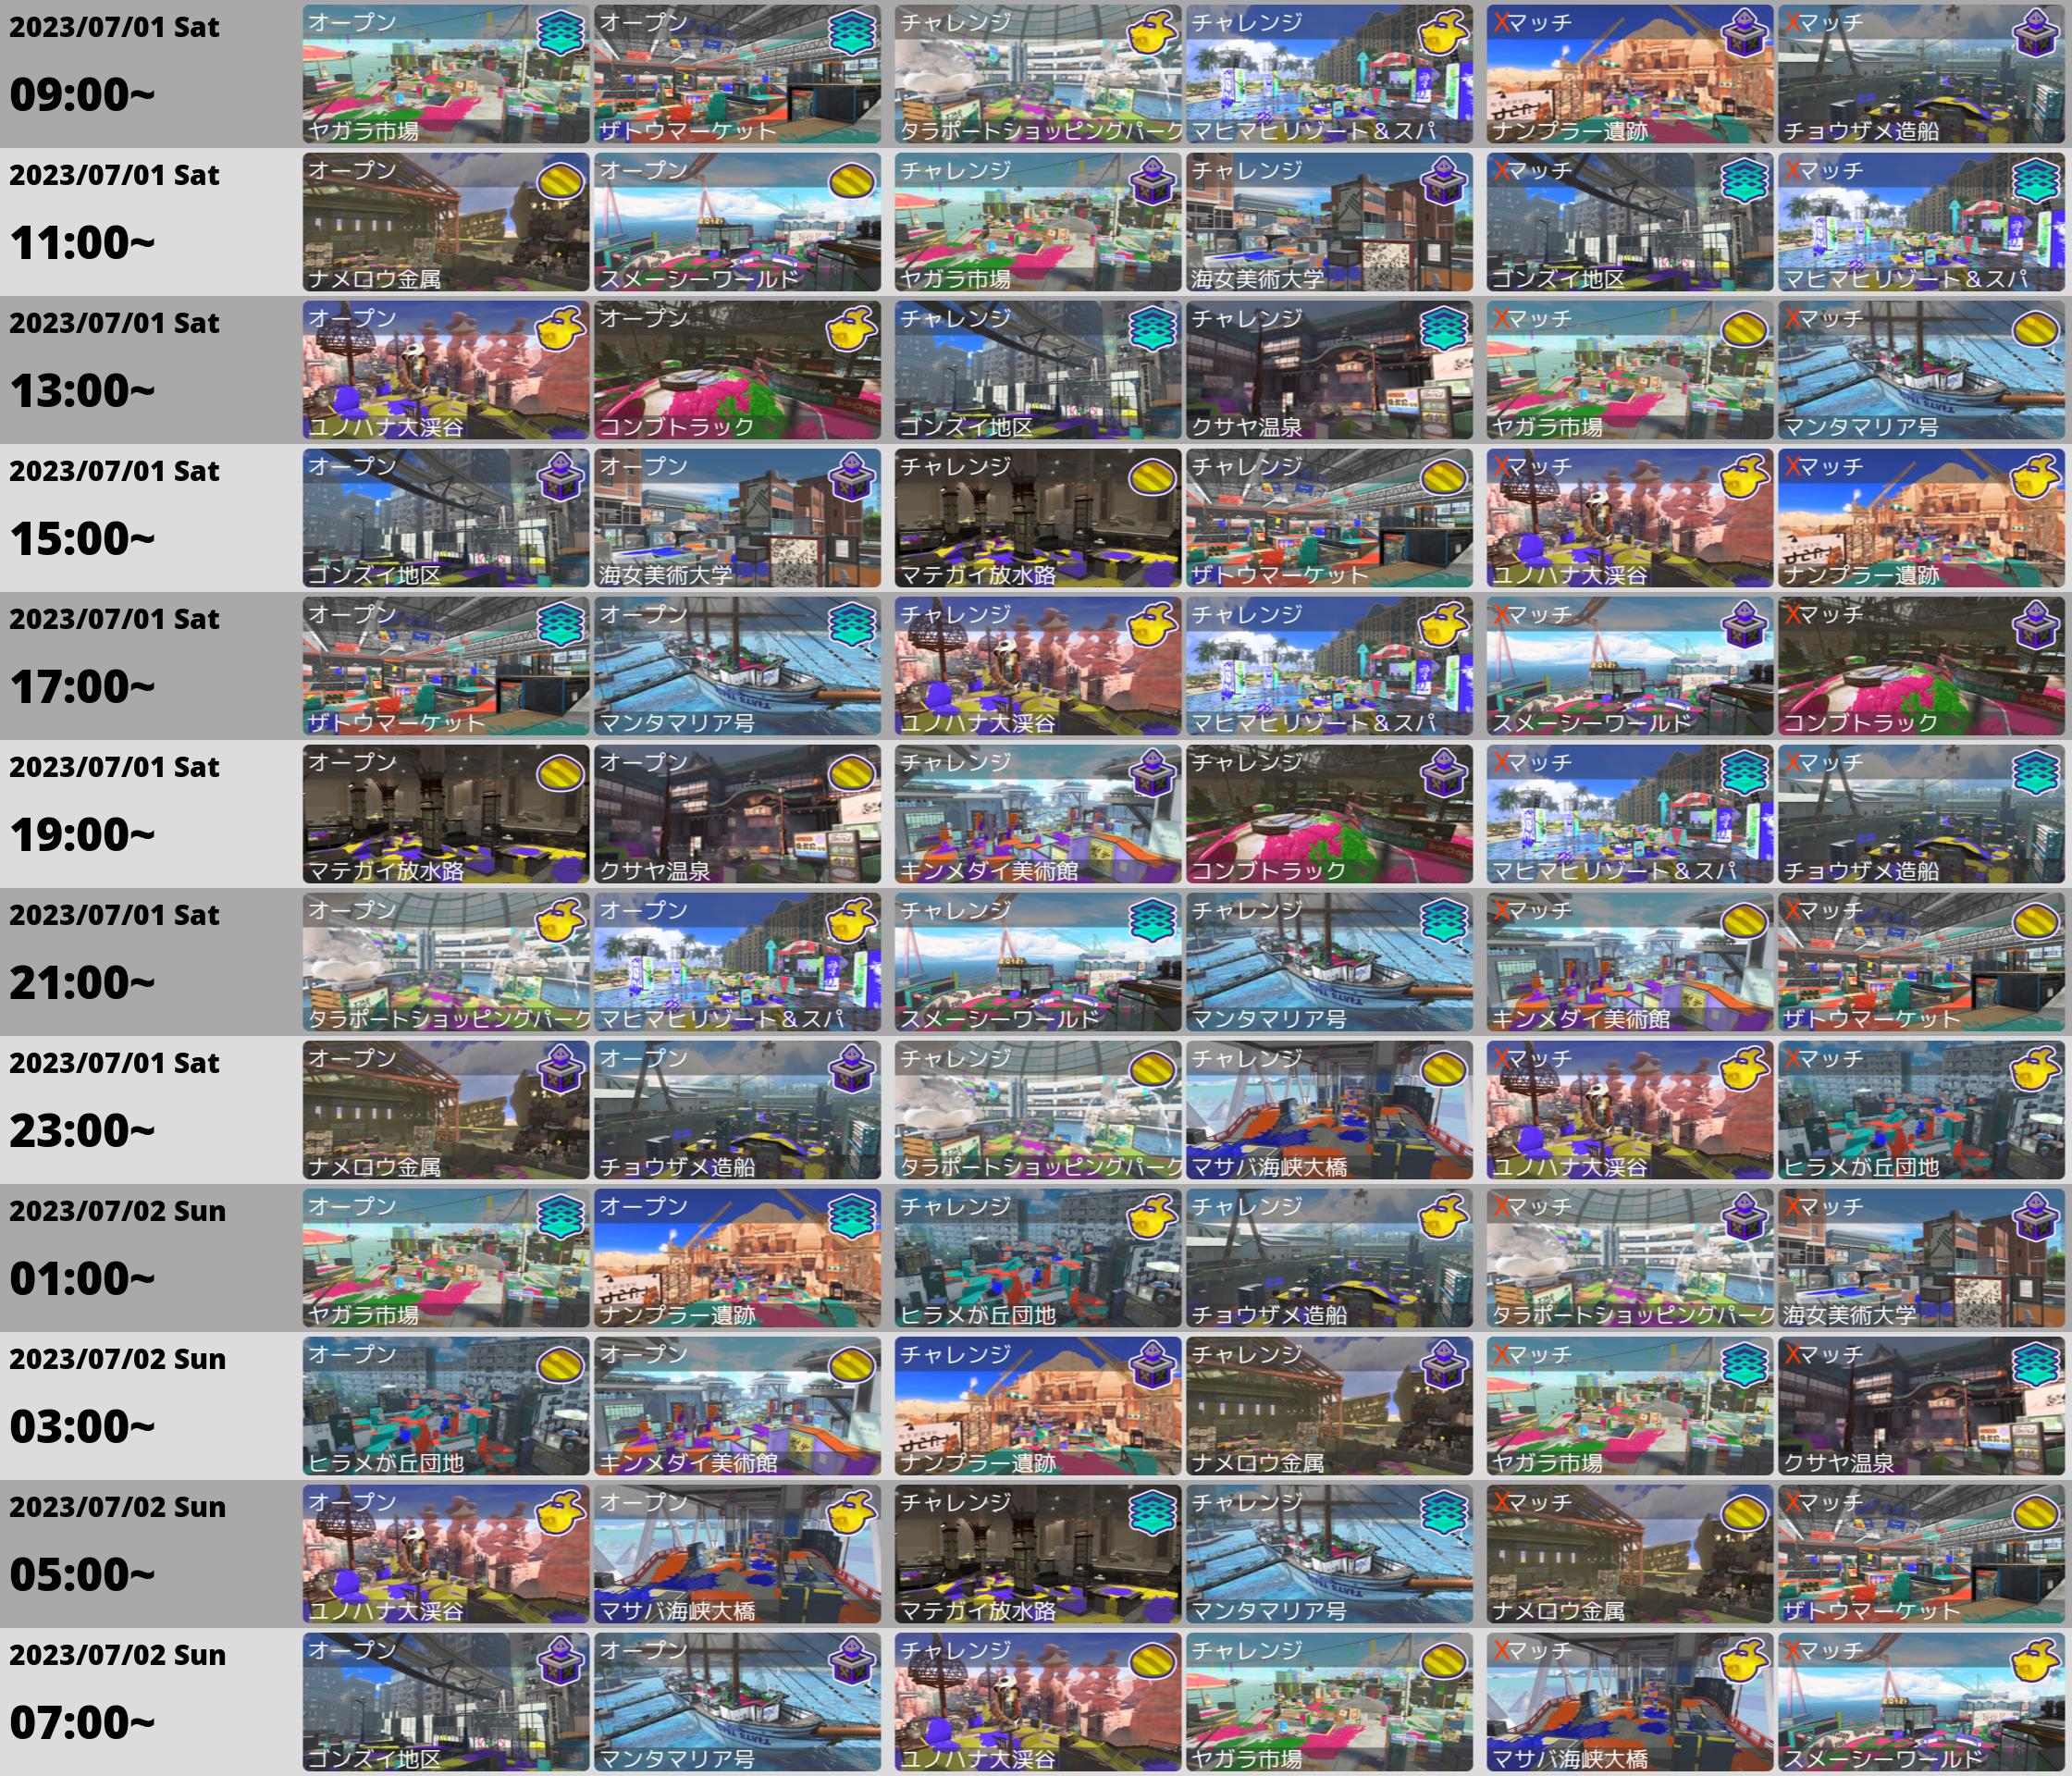 2023/07/01 Sat
09:00~
オープン オープン チャレンジ チャレンジ Xマッチ Xマッチ
ヤガラ市場 ザトウマーケット タラポートショッピングパーク マヒマヒリゾート＆スパ ナンプラー遺跡 チョウザメ造船
2023/07/01 Sat
11:00~
オープン オープン チャレンジ チャレンジ Xマッチ Xマッチ
ナメロウ金属 スメーシーワールド ヤガラ市場 海女美術大学 ゴンズイ地区 マヒマヒリゾート＆スパ
2023/07/01 Sat
13:00~
オープン オープン チャレンジ チャレンジ Xマッチ Xマッチ
ユノハナ大渓谷 コンブトラック ゴンズイ地区 クサヤ温泉 ヤガラ市場 マンタマリア号
2023/07/01 Sat
15:00~
オープン オープン チャレンジ チャレンジ Xマッチ Xマッチ
ゴンズイ地区 海女美術大学 マテガイ放水路 ザトウマーケット ユノハナ大渓谷 ナンプラー遺跡
2023/07/01 Sat
17:00~
オープン オープン チャレンジ チャレンジ Xマッチ Xマッチ
ザトウマーケット マンタマリア号 ユノハナ大渓谷 マヒマヒリゾート＆スパ スメーシーワールド コンブトラック
2023/07/01 Sat
19:00~
オープン オープン チャレンジ チャレンジ Xマッチ Xマッチ
マテガイ放水路 クサヤ温泉 キンメダイ美術館 コンブトラック マヒマヒリゾート＆スパ チョウザメ造船
2023/07/01 Sat
21:00~
オープン オープン チャレンジ チャレンジ Xマッチ Xマッチ
タラポートショッピングパーク マヒマヒリゾート＆スパ スメーシーワールド マンタマリア号 キンメダイ美術館 ザトウマーケット
2023/07/01 Sat
23:00~
オープン オープン チャレンジ チャレンジ Xマッチ Xマッチ
ナメロウ金属 チョウザメ造船 タラポートショッピングパーク マサバ海峡大橋 ユノハナ大渓谷 ヒラメが丘団地
2023/07/02 Sun
01:00~
オープン オープン チャレンジ チャレンジ Xマッチ Xマッチ
ヤガラ市場 ナンプラー遺跡 ヒラメが丘団地 チョウザメ造船 タラポートショッピングパーク 海女美術大学
2023/07/02 Sun
03:00~
オープン オープン チャレンジ チャレンジ Xマッチ Xマッチ
ヒラメが丘団地 キンメダイ美術館 ナンプラー遺跡 ナメロウ金属 ヤガラ市場 クサヤ温泉
2023/07/02 Sun
05:00~
オープン オープン チャレンジ チャレンジ Xマッチ Xマッチ
ユノハナ大渓谷 マサバ海峡大橋 マテガイ放水路 マンタマリア号 ナメロウ金属 ザトウマーケット
2023/07/02 Sun
07:00~
オープン オープン チャレンジ チャレンジ Xマッチ Xマッチ
ゴンズイ地区 マンタマリア号 ユノハナ大渓谷 ヤガラ市場 マサバ海峡大橋 スメーシーワールド